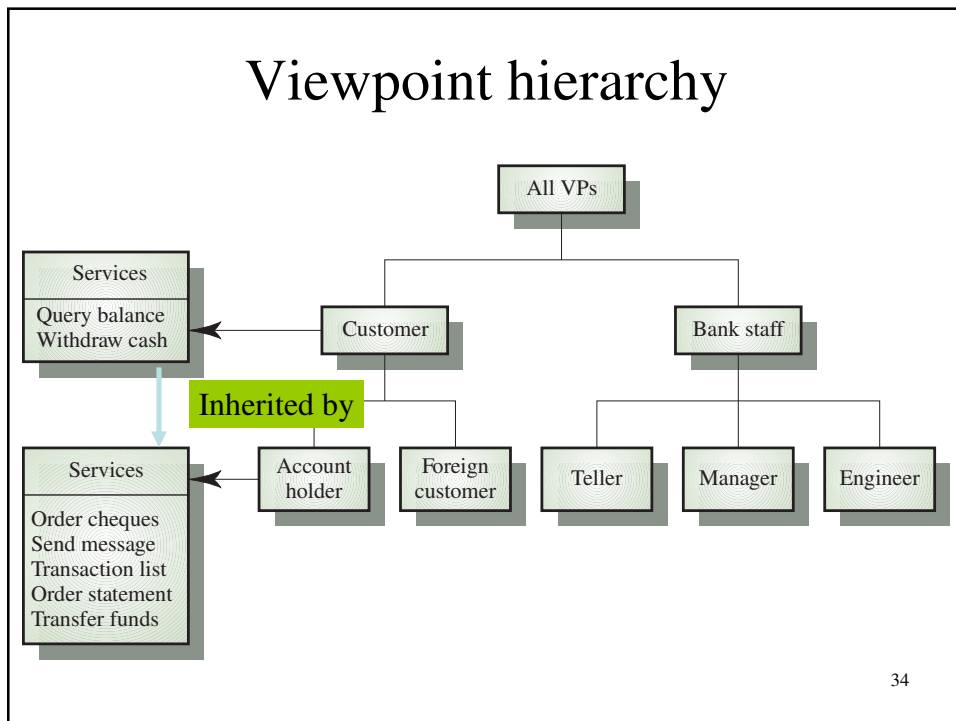 Viewpoint hierarchy
All VPs
Services
Query balance
Withdraw cash
Customer
Bank staff
Inherited by
Services
Order cheques
Send message
Transaction list
Order statement
Transfer funds
Account
holder
Foreign
customer
Teller
Manager
Engineer
34